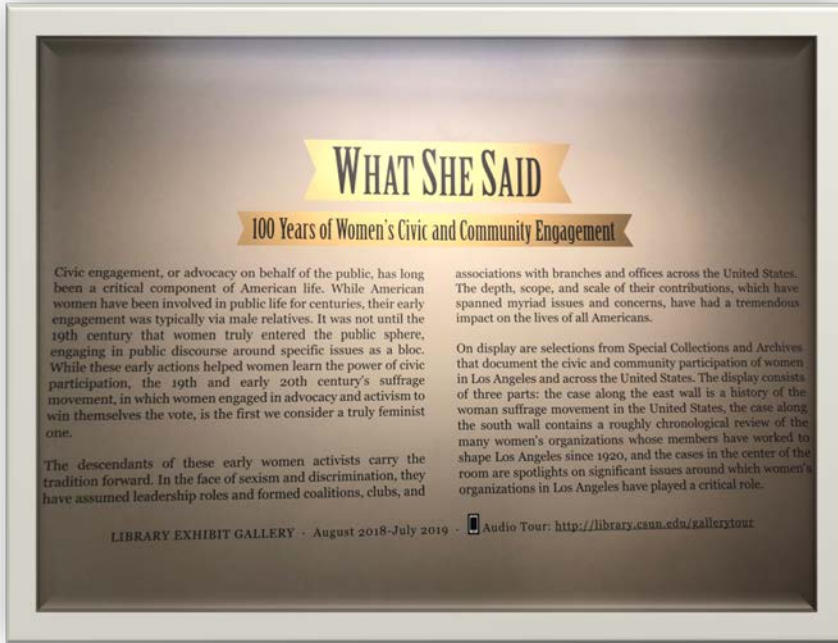 WHAT SHE SAID
100 Years of Women's Civic and Community Engagement
Civic engagement, or advocacy on behalf of the public, has long
been a critical component of American life. While American
women have been involved in public life for centuries, their early
engagement was typically via male relatives. It was not until the
19th century that women truly entered the public sphere,
engaging in public discourse around specific issues as a bloc.
While these early actions helped women learn the power of civic
participation, the 19th and early 20th century's suffrage
movement, in which women engaged in advocacy and activism to
win themselves the vote, is the first we consider a truly feminist
one.
The descendants of these early women activists carry the
tradition forward. In the face of sexism and discrimination, they
have assumed leadership roles and formed coalitions, clubs, and
associations with branches and offices across the United States.
The depth, scope, and scale of their contributions, which have
spanned myriad issues and concerns, have had a tremendous
impact on the lives of all Americans.
On display are selections from Special Collections and Archives
that document the civic and community participation of women
in Los Angeles and across the United States. The display consists
of three parts: the case along the east wall is a history of the
woman suffrage movement in the United States, the case along
the south wall contains a roughly chronological review of the
many women's organizations whose members have worked to
shape Los Angeles since 1920, and the cases in the center of the
room are spotlights on significant issues around which women's
organizations in Los Angeles have played a critical role.
LIBRARY EXHIBIT GALLERY · August 2018-July 2019 · Audio Tour: http://library.csun.edu/gallerytour